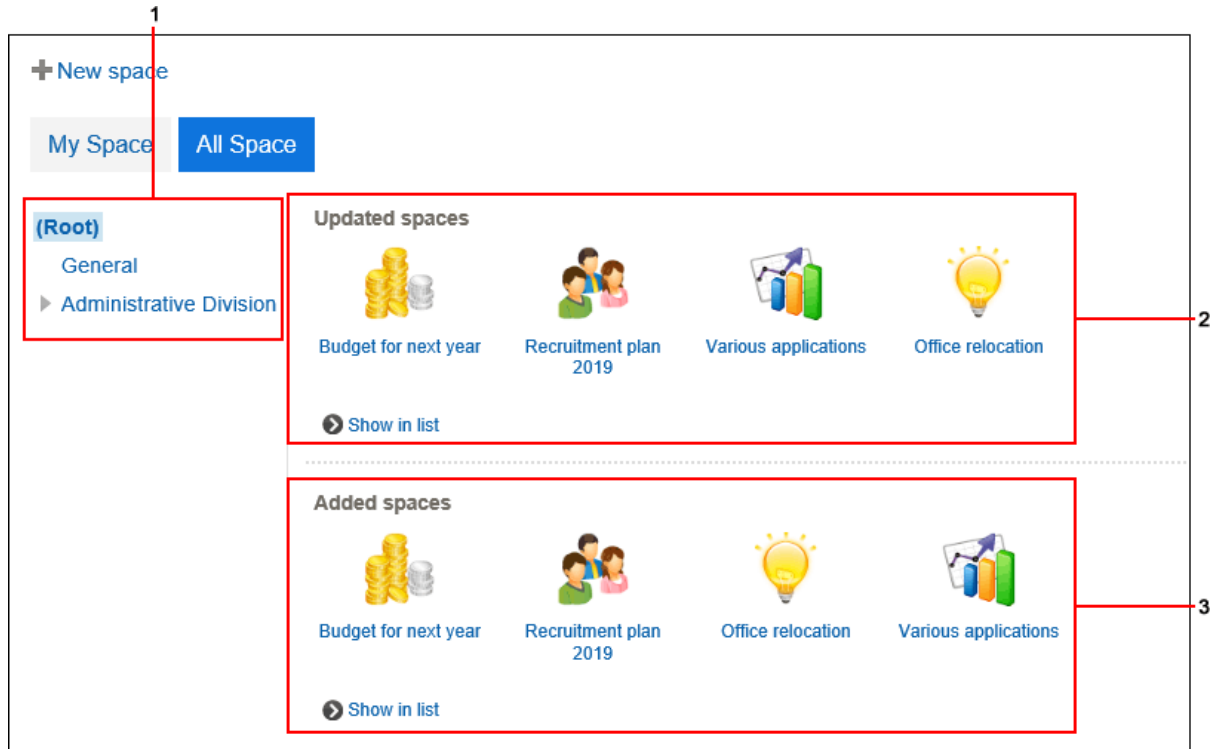 1
New space
My Space
All Space
(Root)
General
Administrative Division
Updated spaces
Budget for next year
Recruitment plan
2019
Various applications
Office relocation
Show in list
2
Added spaces
Budget for next year
Recruitment plan
2019
Office relocation
Various applications
Show in list
3